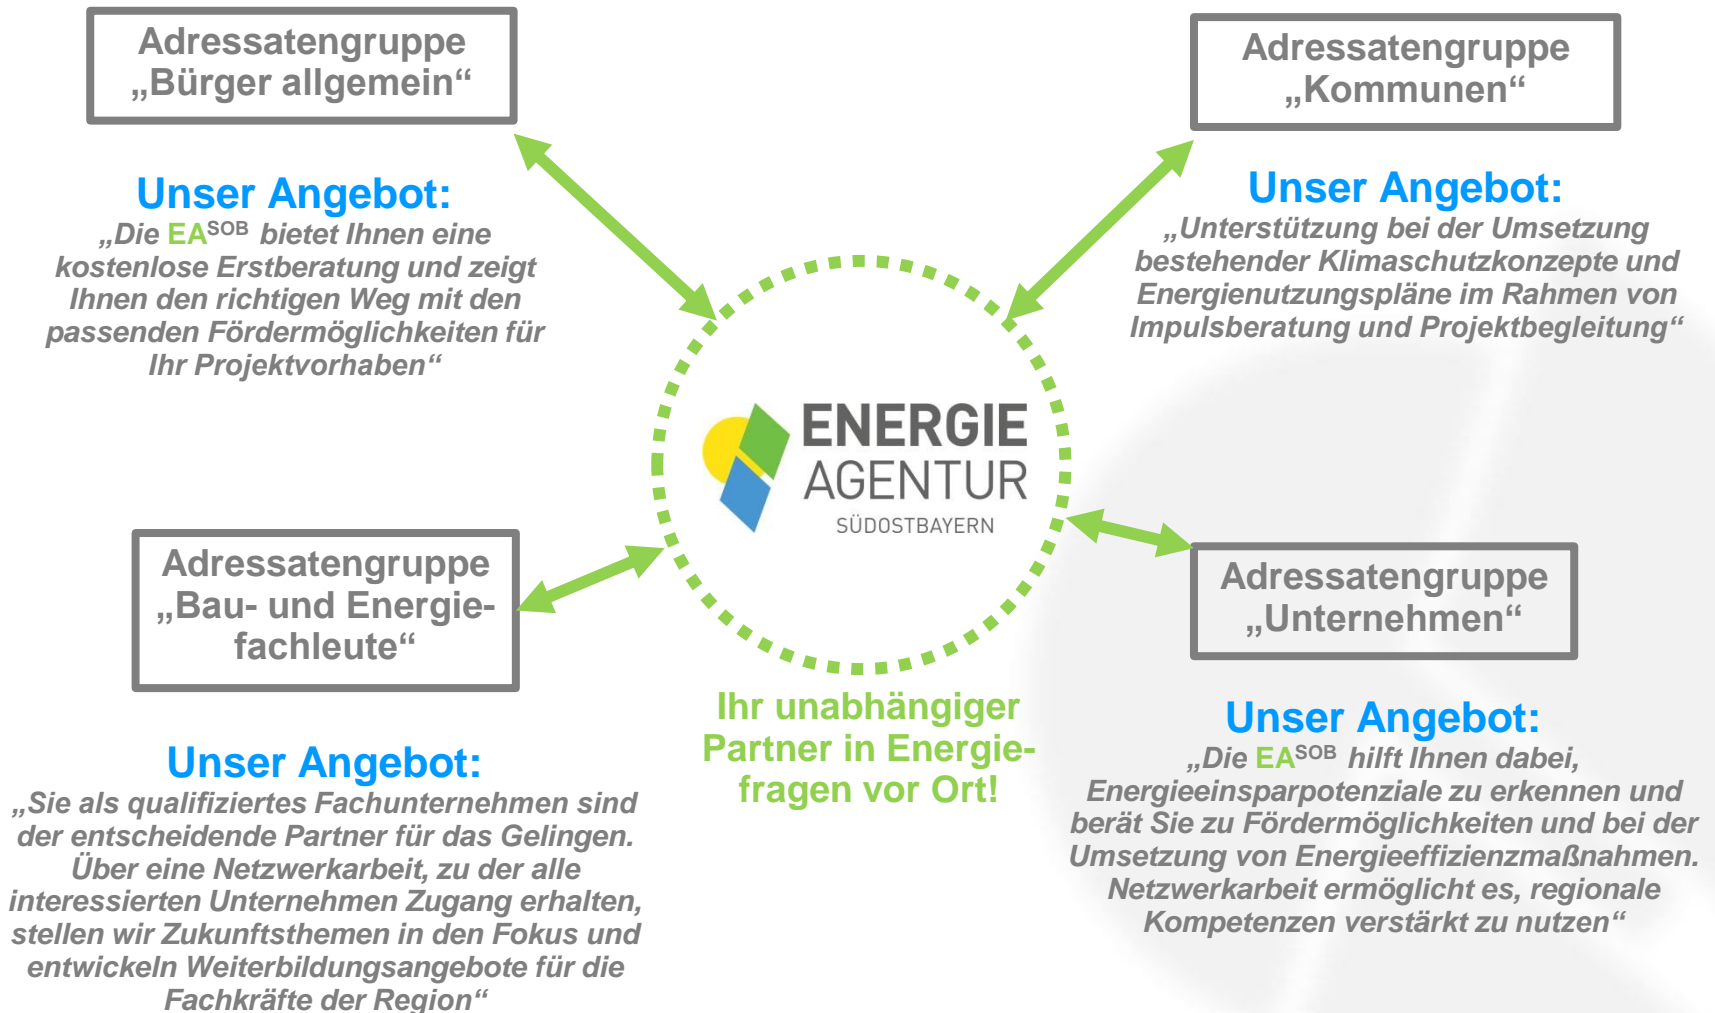 Adressatengruppe
„Bürger allgemein“
Unser Angebot:
„Die EASOB bietet Ihnen eine
kostenlose Erstberatung und zeigt
Ihnen den richtigen Weg mit den
passenden Fördermöglichkeiten für
Ihr Projektvorhaben“
Adressatengruppe
„Kommunen“
Unser Angebot:
„Unterstützung bei der Umsetzung
bestehender Klimaschutzkonzepte und
Energienutzungspläne im Rahmen von
Impulsberatung und Projektbegleitung“
ENERGIE
AGENTUR
SÜDOSTBAYERN
Ihr unabhängiger
Partner in Energie-
fragen vor Ort!
Adressatengruppe
„Bau- und Energie-
fachleute“
Unser Angebot:
„Sie als qualifiziertes Fachunternehmen sind
der entscheidende Partner für das Gelingen.
Über eine Netzwerkarbeit, zu der alle
interessierten Unternehmen Zugang erhalten,
stellen wir Zukunftsthemen in den Fokus und
entwickeln Weiterbildungsangebote für die
Fachkräfte der Region“
Adressatengruppe
„Unternehmen“
Unser Angebot:
„Die EASOB hilft Ihnen dabei,
Energieeinsparpotenziale zu erkennen und
berät Sie zu Fördermöglichkeiten und bei der
Umsetzung von Energieeffizienzmaßnahmen.
Netzwerkarbeit ermöglicht es, regionale
Kompetenzen verstärkt zu nutzen“